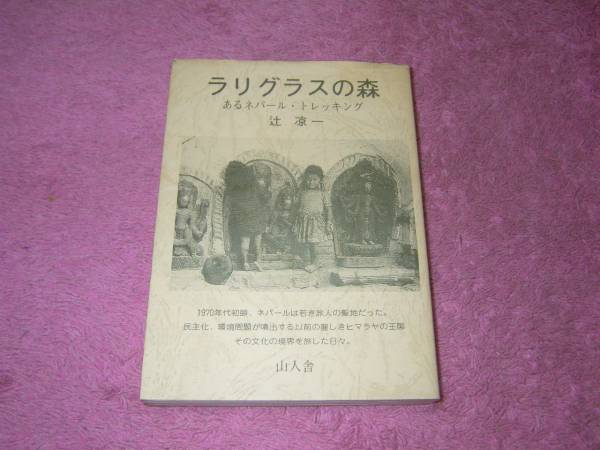 ラリグラスの森
あるネパール・トレッキング
辻 凉一
1970年代初頭、ネパールは若き旅人の聖地だった。
民主化、環境問題が噴出する以前の麗しきヒマラヤの王国
その文化の境界を旅した日々。
山人舎